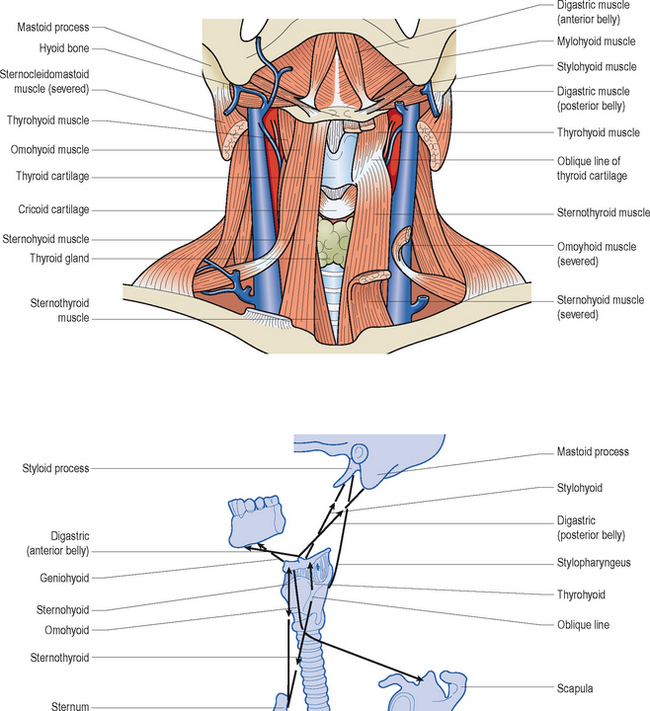 Mastoid process
Hyoid bone
Sternocleidomastoid
muscle (severed)
Thyrohyoid muscle
Omohyoid muscle
Thyroid cartilage
Cricoid cartilage
Sternohyoid muscle
Thyroid gland
Sternothyroid
muscle
Digastric muscle
(anterior belly)
Mylohyoid muscle
Stylohyoid muscle
Digastric muscle
(posterior belly)
Thyrohyoid muscle
Oblique line of
thyroid cartilage
Sternothyroid muscle
Omoyhoid muscle
(severed)
Sternohyoid muscle
(severed)
Styloid process
Digastric
(anterior belly)
Geniohyoid
Sternohyoid
Omohyoid
Sternothyroid
Sternum
Mastoid process
Stylohyoid
Digastric
(posterior belly)
Stylopharyngeus
Thyrohyoid
Oblique line
Scapula